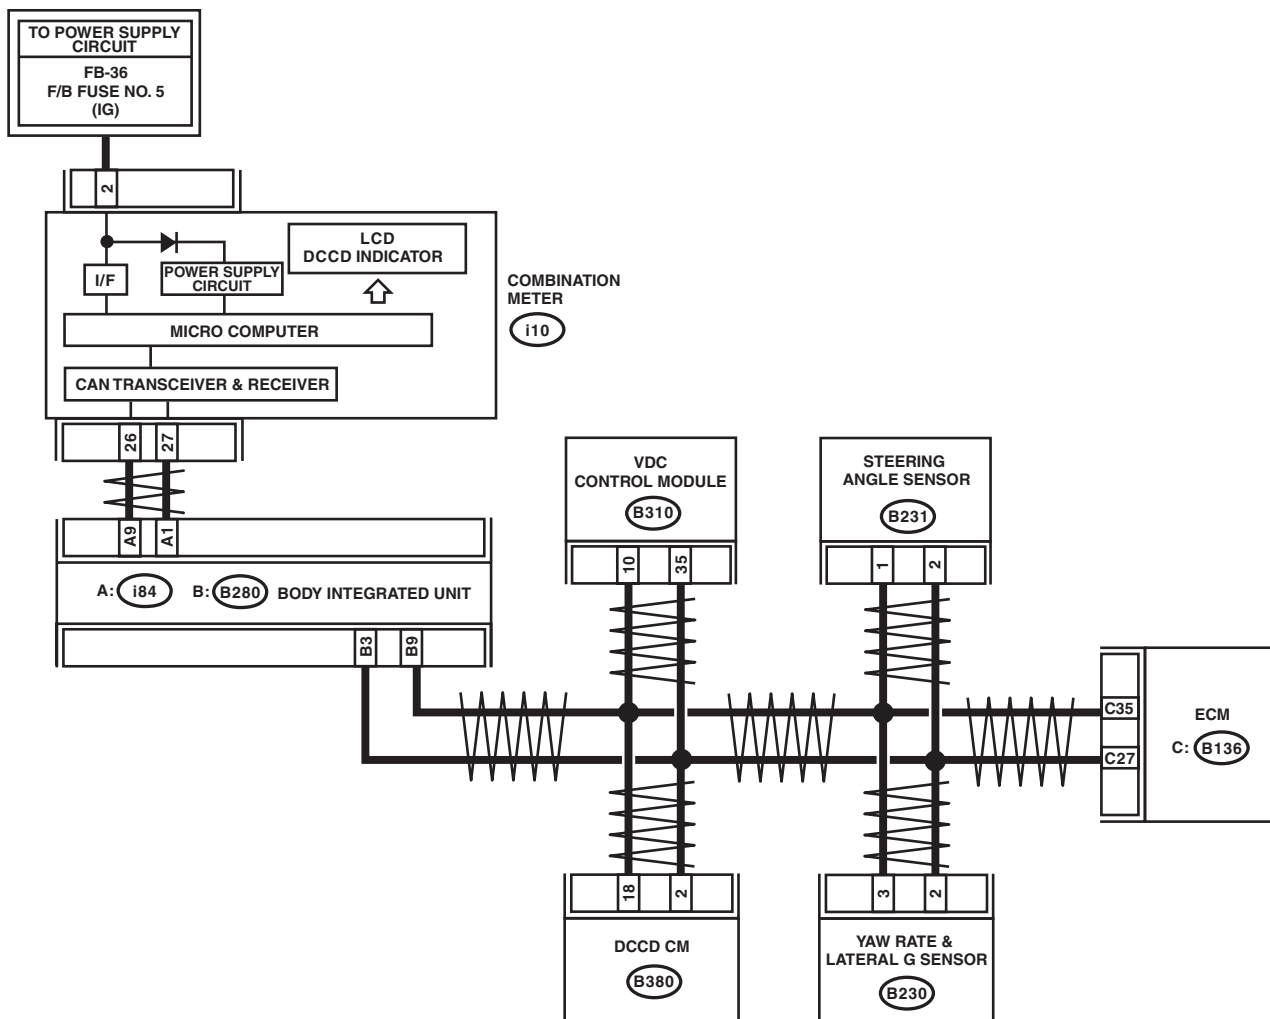 TO POWER SUPPLY
CIRCUIT
FB-36
F/B FUSE NO. 5
(IG)
2
LCD
DCCD INDICATOR
I/F
POWER SUPPLY
CIRCUIT
MICRO COMPUTER
CAN TRANSCEIVER & RECEIVER
COMBINATION
METER
i10
26
27
A9
A1
A: i84 B: B280 BODY INTEGRATED UNIT
B3
B9
VDC
CONTROL MODULE
B310
10
35
STEERING
ANGLE SENSOR
B231
1
2
C35
C27
ECM
C: B136
18
2
DCCD CM
B380
3
2
YAW RATE &
LATERAL G SENSOR
B230